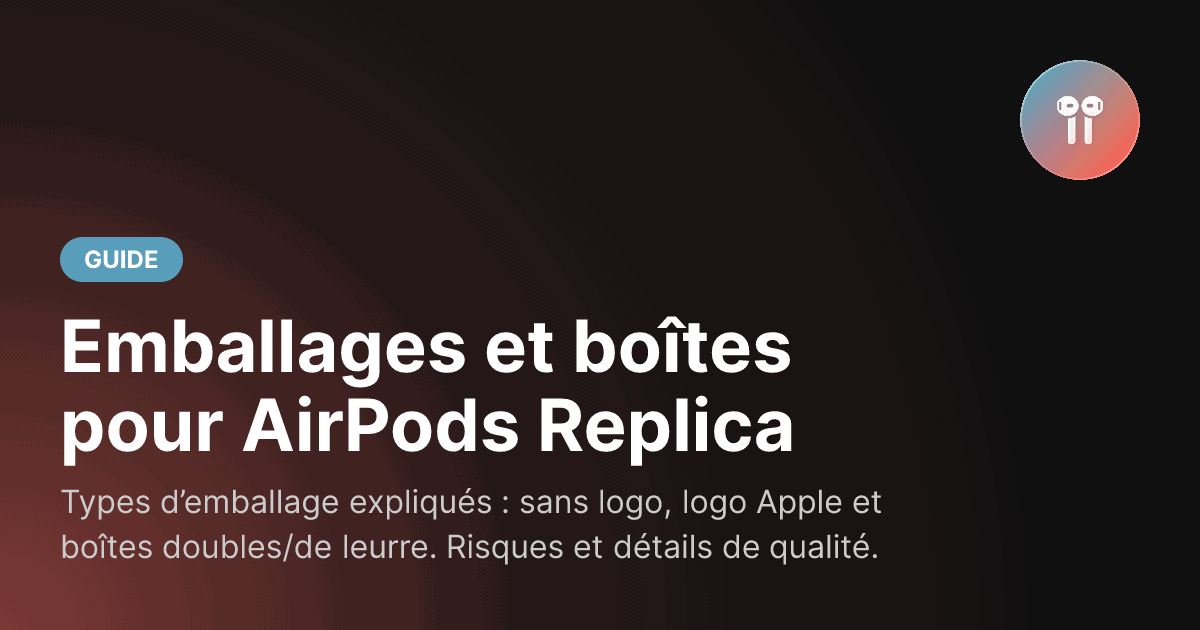 GUIDE
Emballages et boîtes
pour AirPods Replica
Types d’emballage expliqués : sans logo, logo Apple et
boîtes doubles/de leurre. Risques et détails de qualité.